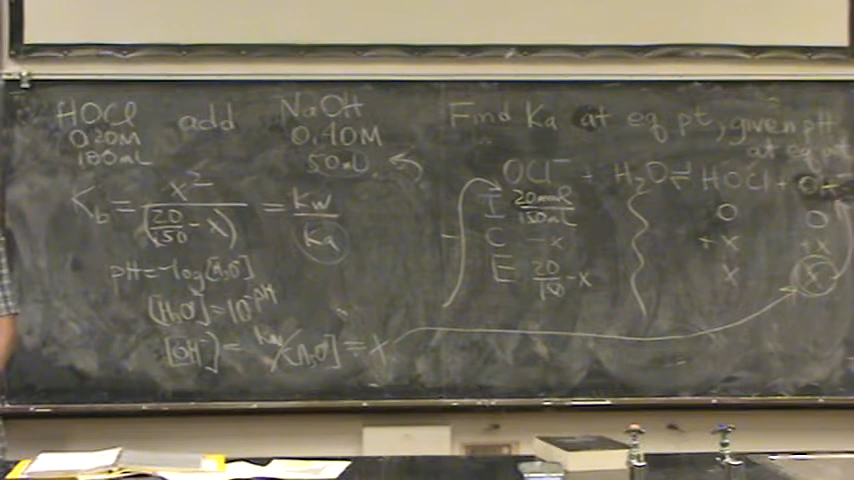 HOCl add NaOH
0.20M 0.40M
100mL 50mL
Kb = x² / (20/150 - x) = Kw / Ka
pH = -log[H3O+]
[H3O+] = 10^-pH
[OH-] = Kw/[H3O+] = x
Find Ka at eq pt, given pH
at eq pt
OCl- + H2O ⇌ HOCl + OH-
I 20mmol/150mL 0 0
C -x +x +x
E 20/150 - x x x